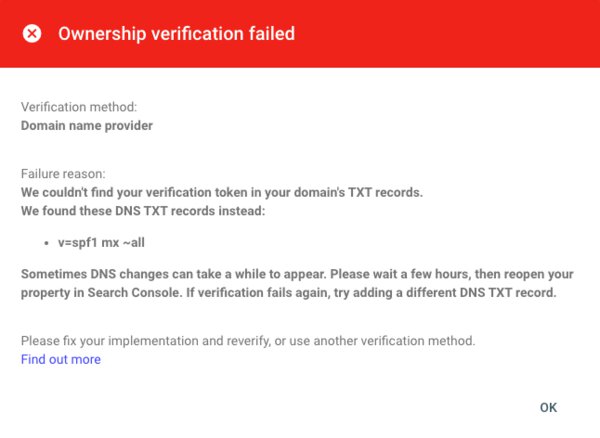 Ownership verification failed
Verification method:
Domain name provider
Failure reason:
We couldn't find your verification token in your domain's TXT records.
We found these DNS TXT records instead:
▪ v=spf1 mx ~all
Sometimes DNS changes can take a while to appear. Please wait a few hours, then reopen your
property in Search Console. If verification fails again, try adding a different DNS TXT record.
Please fix your implementation and reverify, or use another verification method.
Find out more
OK